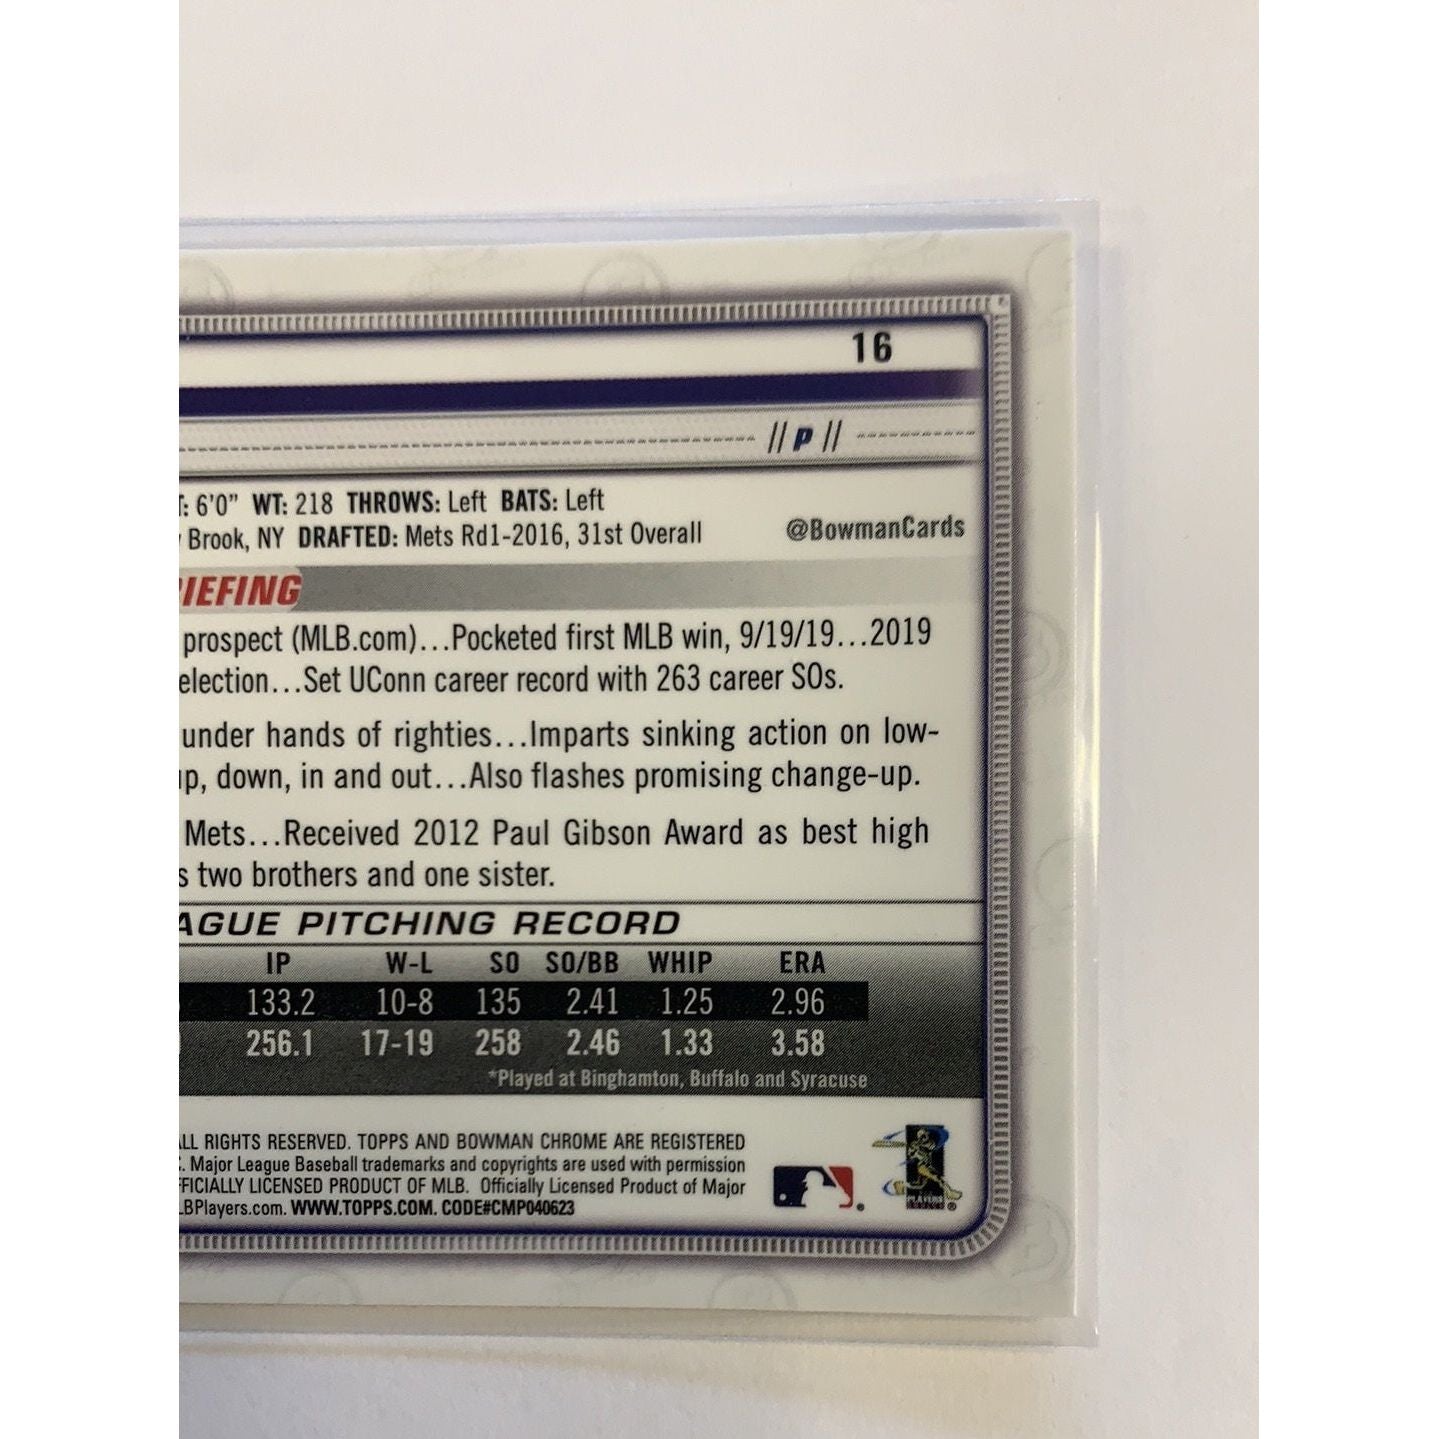 16
// P //
6'0" WT: 218 THROWS: Left BATS: Left
Brook, NY DRAFTED: Mets Rd1-2016, 31st Overall
@BowmanCards
IEFING
prospect (MLB.com)...Pocketed first MLB win, 9/19/19...2019
election...Set UConn career record with 263 career SOs.
under hands of righties...Imparts sinking action on low-
up, down, in and out...Also flashes promising change-up.
Mets...Received 2012 Paul Gibson Award as best high
s two brothers and one sister.
AGUE PITCHING RECORD
IP W-L SO SO/BB WHIP ERA
133.2 10-8 135 2.41 1.25 2.96
256.1 17-19 258 2.46 1.33 3.58
*Played at Binghamton, Buffalo and Syracuse
ALL RIGHTS RESERVED. TOPPS AND BOWMAN CHROME ARE REGISTERED
. Major League Baseball trademarks and copyrights are used with permission
FFICIALLY LICENSED PRODUCT OF MLB. Officially Licensed Product of Major
LBPlayers.com. WWW.TOPPS.COM. CODE#CMP040623
PLAYERS